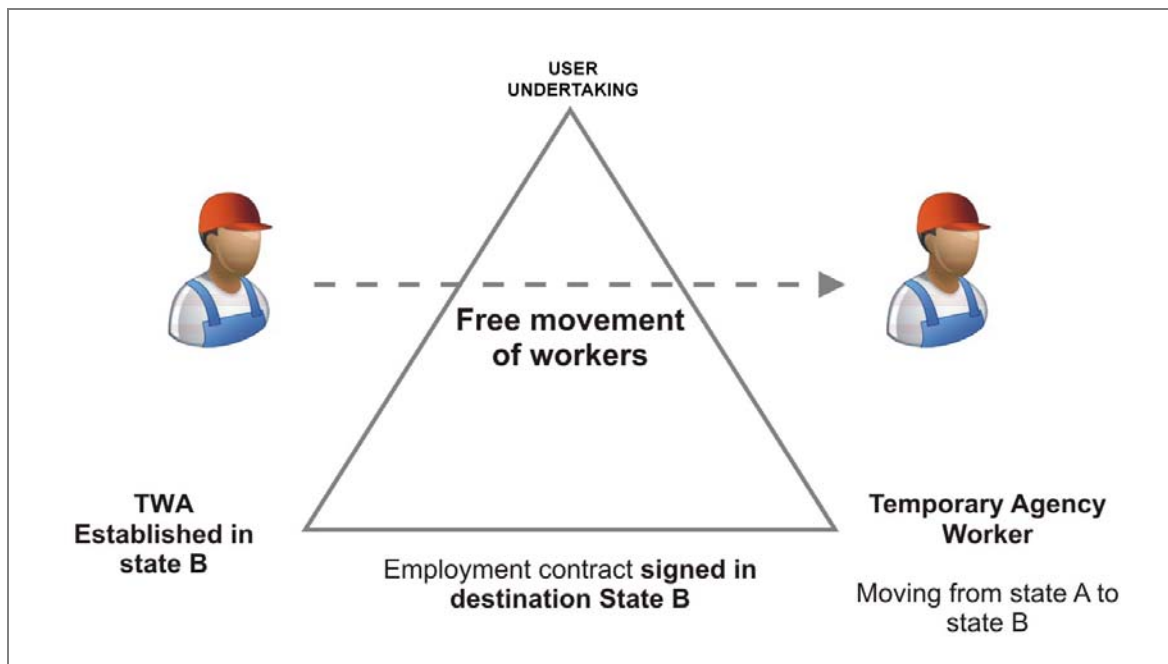 USER
UNDERTAKING
Free movement
of workers
TWA
Established in
state B
Employment contract signed in
destination State B
Temporary Agency
Worker
Moving from state A to
state B